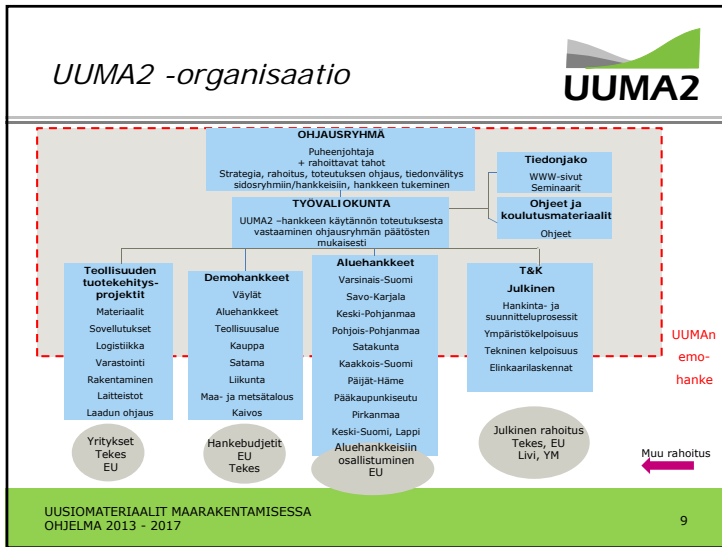 UUMA2 -organisaatio
UUMA2
OHJAUSRYHMÄ
Puheenjohtaja
+ rahoittavat tahot
Strategia, rahoitus, toteutuksen ohjaus, tiedonvälitys
sidosryhmiin/hankkeisiin, hankkeen tukeminen
TYÖVALIOKUNTA
UUMA2 –hankkeen käytännön toteutuksesta
vastaaminen ohjausryhmän päätösten
mukaisesti
Tiedonjako
WWW-sivut
Seminaarit
Ohjeet ja
koulutusmateriaalit
Ohjeet
Teollisuuden
tuotekehitys-
projektit
Materiaalit
Sovellutukset
Logistiikka
Varastointi
Rakentaminen
Laitteistot
Laadun ohjaus
Yritykset
Tekes
EU
Demohankkeet
Väylät
Aluehankkeet
Teollisuusalue
Kauppa
Satama
Liikunta
Maa- ja metsätalous
Kaivos
Hankebudjetit
EU
Tekes
Aluehankkeet
Varsinais-Suomi
Savo-Karjala
Keski-Pohjanmaa
Pohjois-Pohjanmaa
Satakunta
Kaakkois-Suomi
Päijät-Häme
Pääkaupunkiseutu
Pirkanmaa
Keski-Suomi, Lappi
Aluehankkeisiin
osallistuminen
EU
T&K
Julkinen
Hankinta- ja
suunnitteluprosessit
Ympäristökelpoisuus
Tekninen kelpoisuus
Elinkaarilaskennat
Julkinen rahoitus
Tekes, EU
Livi, YM
UUMAn
emo-
hanke
Muu rahoitus
UUSIOMATERIAALIT MAARAKENTAMISESSA
OHJELMA 2013 - 2017
9